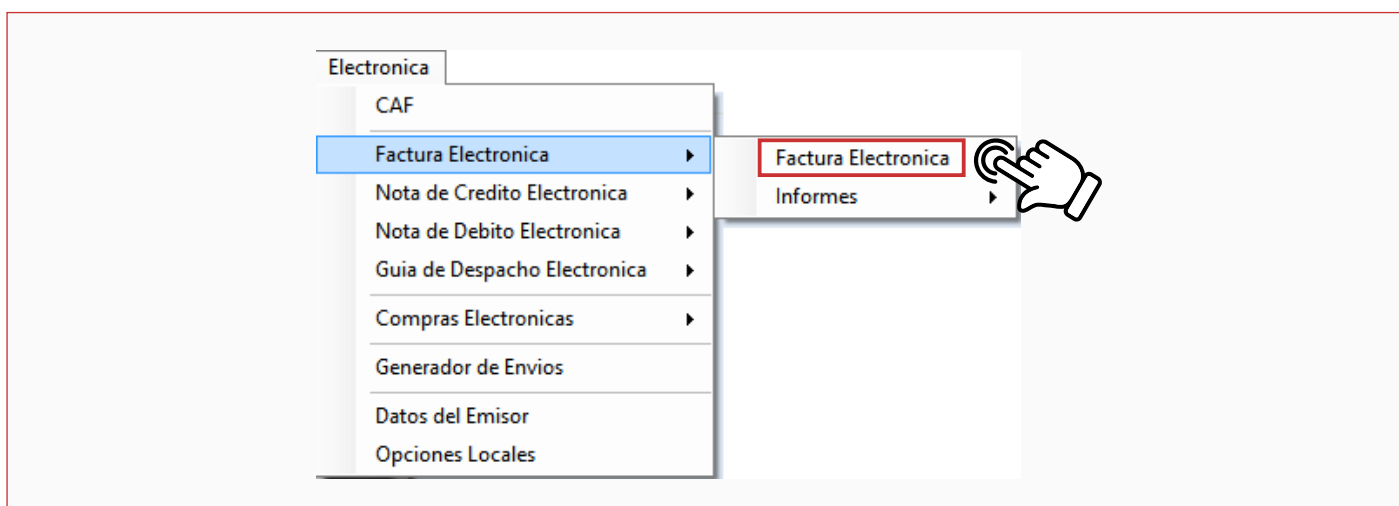 Electronica
CAF
Factura Electronica
Factura Electronica
Nota de Credito Electronica
Informes
Nota de Debito Electronica
Guia de Despacho Electronica
Compras Electronicas
Generador de Envios
Datos del Emisor
Opciones Locales